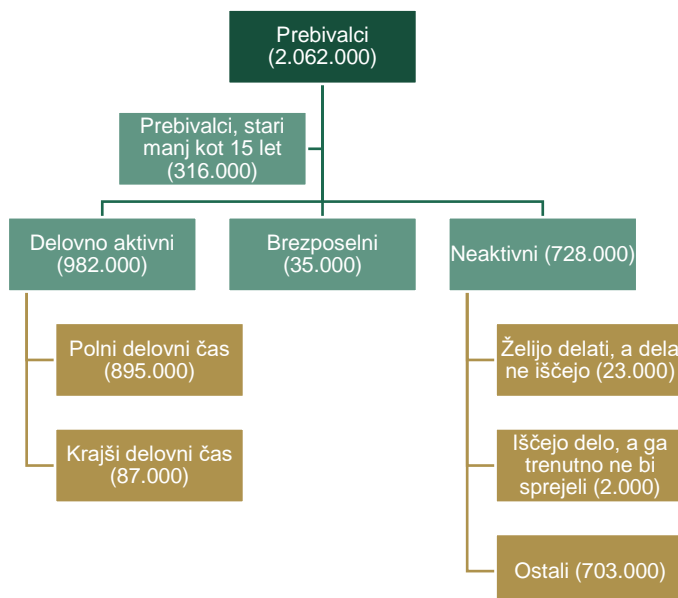 Prebivalci
(2.062.000)
Prebivalci, stari
manj kot 15 let
(316.000)
Delovno aktivni
(982.000)
Brezposelni
(35.000)
Neaktivni (728.000)
Polni delovni čas
(895.000)
Krajši delovni čas
(87.000)
Želijo delati, a dela
ne iščejo (23.000)
Iščejo delo, a ga
trenutno ne bi
sprejeli (2.000)
Ostali (703.000)